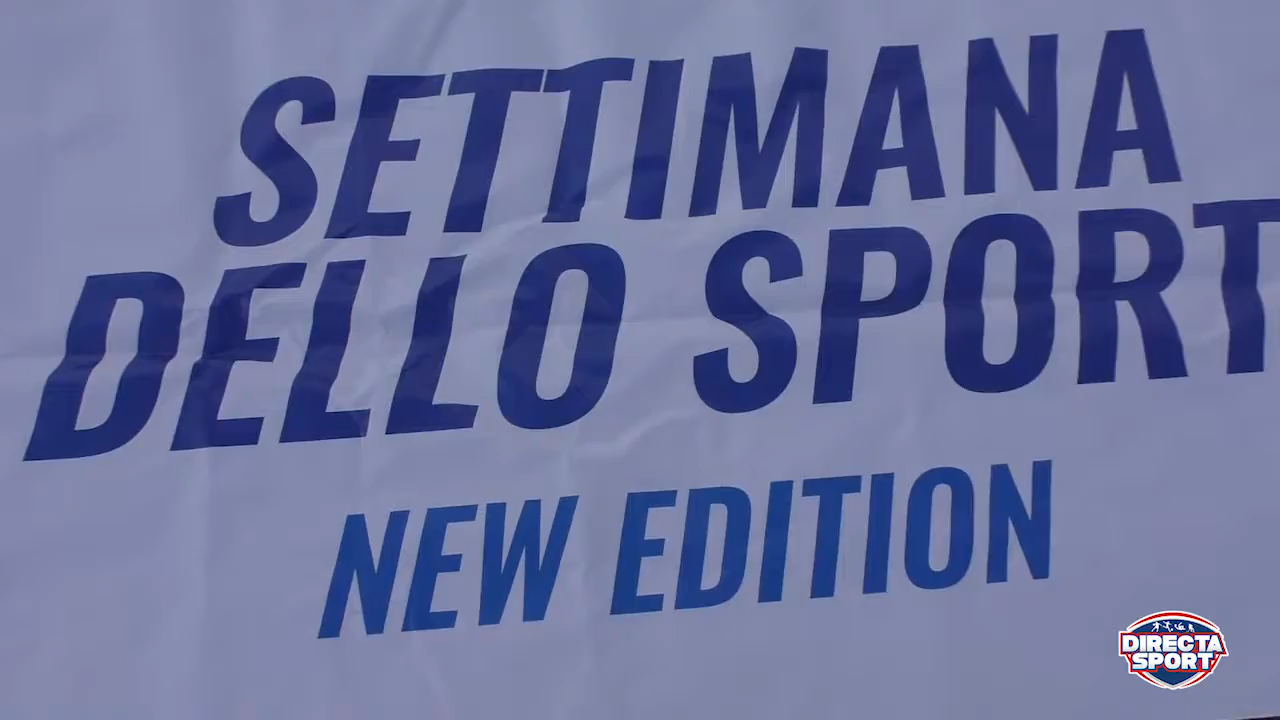 SETTIMANA
DELLO SPORT
NEW EDITION
DIRECTA
SPORT